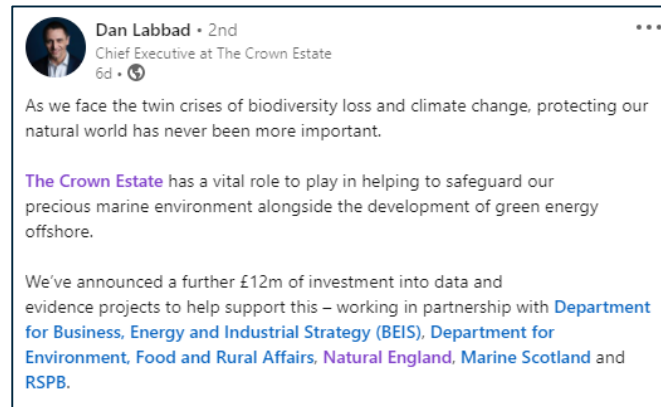 Dan Labbad • 2nd
Chief Executive at The Crown Estate
6d •
As we face the twin crises of biodiversity loss and climate change, protecting our
natural world has never been more important.
The Crown Estate has a vital role to play in helping to safeguard our
precious marine environment alongside the development of green energy
offshore.
We've announced a further £12m of investment into data and
evidence projects to help support this – working in partnership with Department
for Business, Energy and Industrial Strategy (BEIS), Department for
Environment, Food and Rural Affairs, Natural England, Marine Scotland and
RSPB.